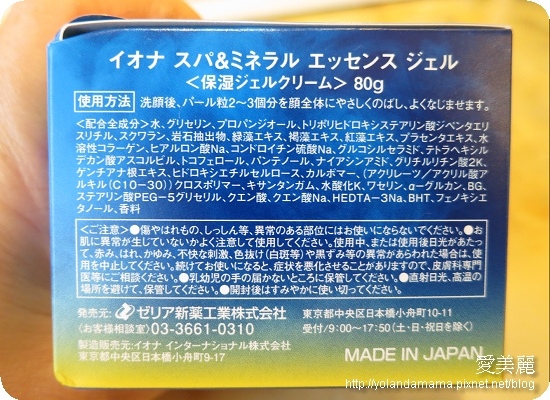 イオナ スパ&ミネラル エッセンス ジェル
<保湿ジェルクリーム> 80g
使用方法 洗顔後、パール粒2~3個分を顔全体にやさしくのばし、よくなじませます。
<配合全成分>水、グリセリン、プロパンジオール、トリポリヒドロキシステアリン酸ジペンタエリ
スリチル、スクワラン、岩石抽出物、緑藻エキス、褐藻エキス、紅藻エキス、プラセンタエキス、水
溶性コラーゲン、ヒアルロン酸Na、コンドロイチン硫酸Na、グルコシルセラミド、テトラヘキシル
デカン酸アスコルビル、トコフェロール、パンテノール、ナイアシンアミド、グリチルリチン酸2K、
ゲンチアナ根エキス、ヒドロキシエチルセルロース、カルボマー、(アクリレーツ/アクリル酸ア
ルキル(C10-30))クロスポリマー、キサンタンガム、水酸化K、ワセリン、α-グルカン、BG、
ステアリン酸PEG-5グリセリル、クエン酸、クエン酸Na、HEDTA-3Na、BHT、フェノキシエ
タノール、香料
<ご注意>●傷やはれもの、しっしん等、異常のある部位にはお使いにならないでください。●お
肌に異常が生じていないかよく注意して使用してください。使用中、または使用後日光があたっ
て、赤み、はれ、かゆみ、不快な刺激、色抜け(白斑等)や黒ずみ等の異常があらわれた場合は、使
用を中止してください。続けてお使いになると、症状を悪化させることがありますので、皮膚科専門
医等にご相談ください。●乳幼児の手の届かないところに保管してください。●直射日光、高温の
場所を避けて、保管してください。●開封後はすみやかに使い切ってください。
発売元: ゼリア新薬工業株式会社 東京都中央区日本橋小舟町10-11
(お客様相談室) 03-3661-0310 受付/9:00~17:50(土・日・祝日を除く)
製造販売元:イオナ インターナショナル株式会社
東京都中央区日本橋小舟町9-17
MADE IN JAPAN
愛美麗
http://yolandamama.pixnet.net/blog